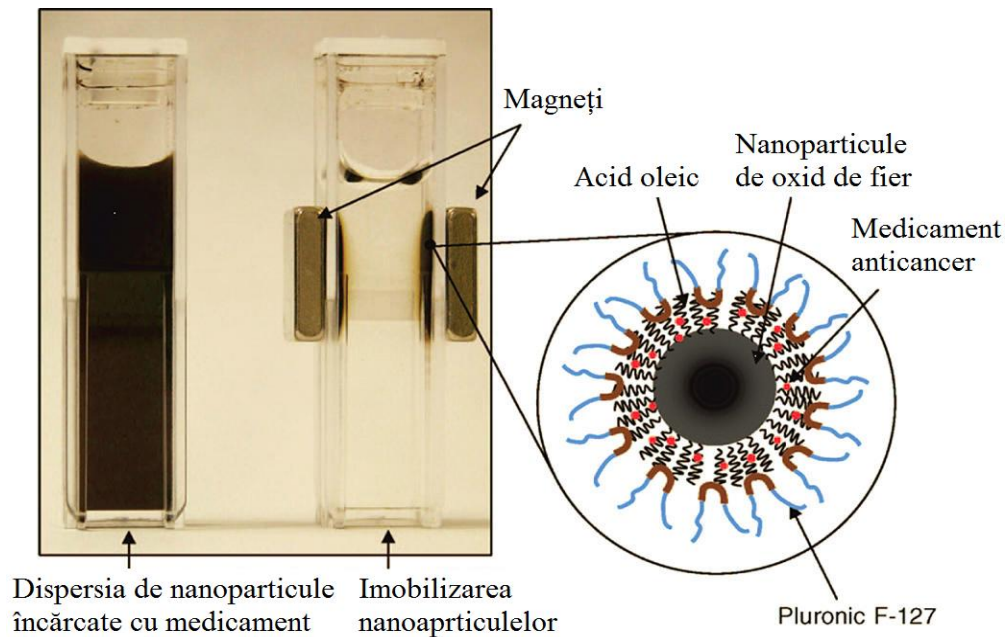 Magneți
Acid oleic
Nanoparticule
de oxid de fier
Medicament
anticancer
Dispersia de nanoparticule
încărcate cu medicament
Imobilizarea
nanoaprticulelor
Pluronic F-127